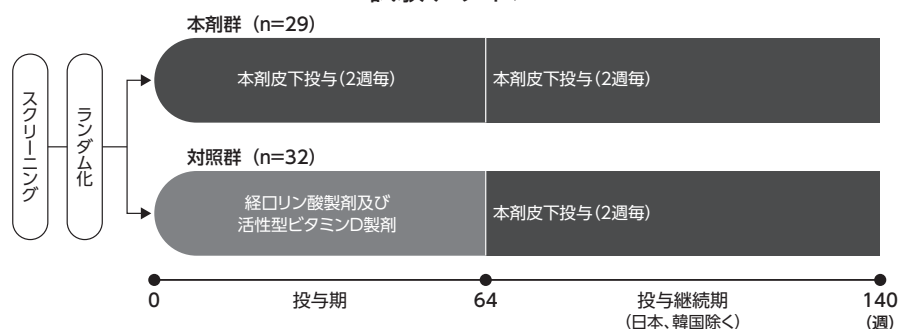 本剤群（n=29）
本剤皮下投与（2週毎）
本剤皮下投与（2週毎）
スクリーニング
ランダム化
対照群（n=32）
経口リン酸製剤及び
活性型ビタミンD製剤
本剤皮下投与（2週毎）
0
投与期
64
投与継続期
（日本、韓国除く）
140
（週）